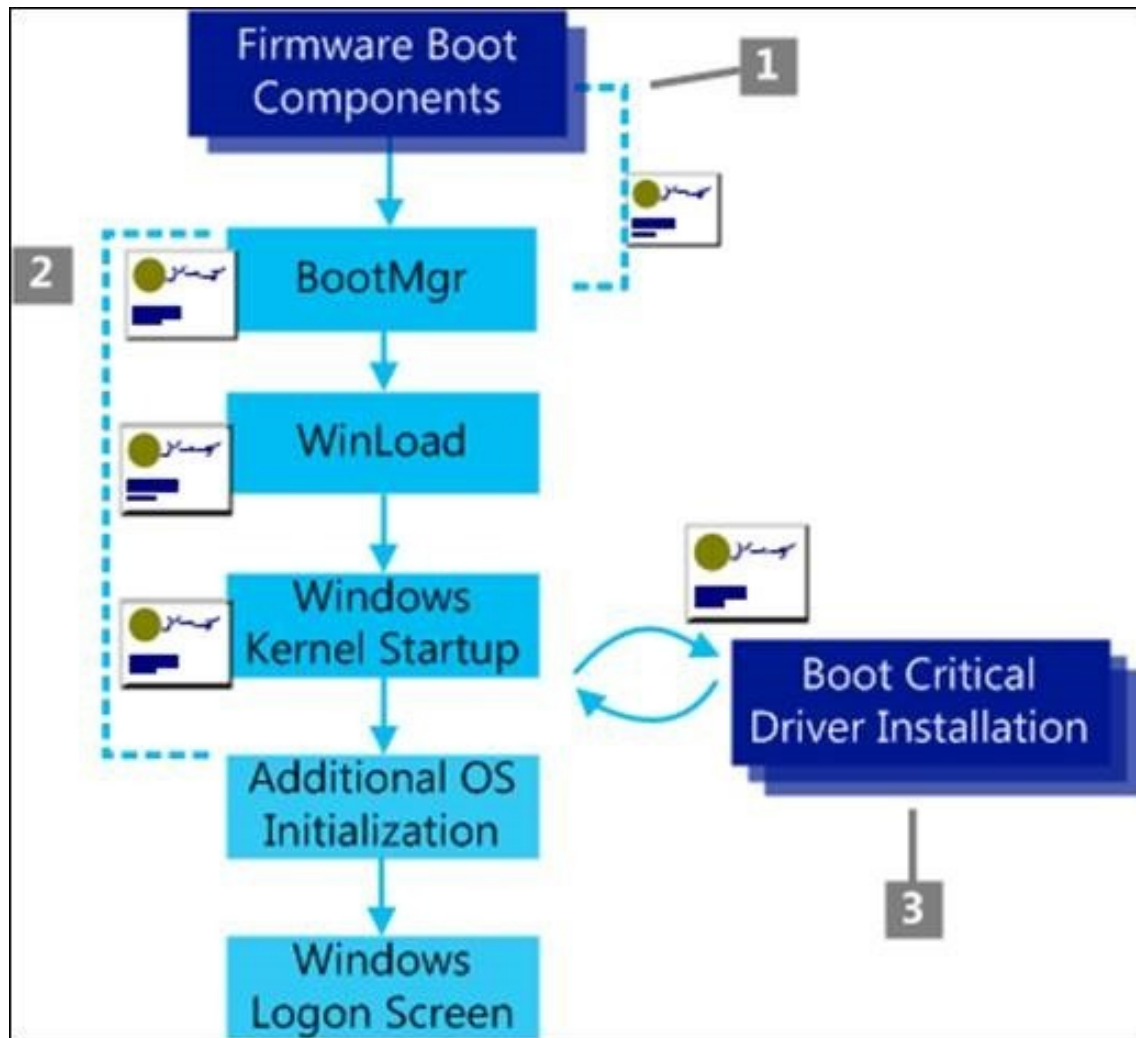 Firmware Boot
Components
1
2
BootMgr
WinLoad
Windows
Kernel Startup
Boot Critical
Driver Installation
Additional OS
Initialization
3
Windows
Logon Screen